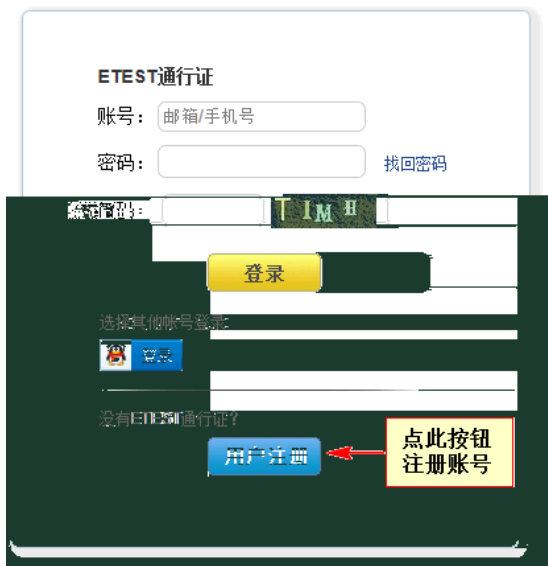 ETEST通行证
账号： 邮箱/手机号
密码： 找回密码
TIMH
登录
选择其他帐号登录:
登录
没有ETEST通行证?
用户注册
点此按钮
注册账号